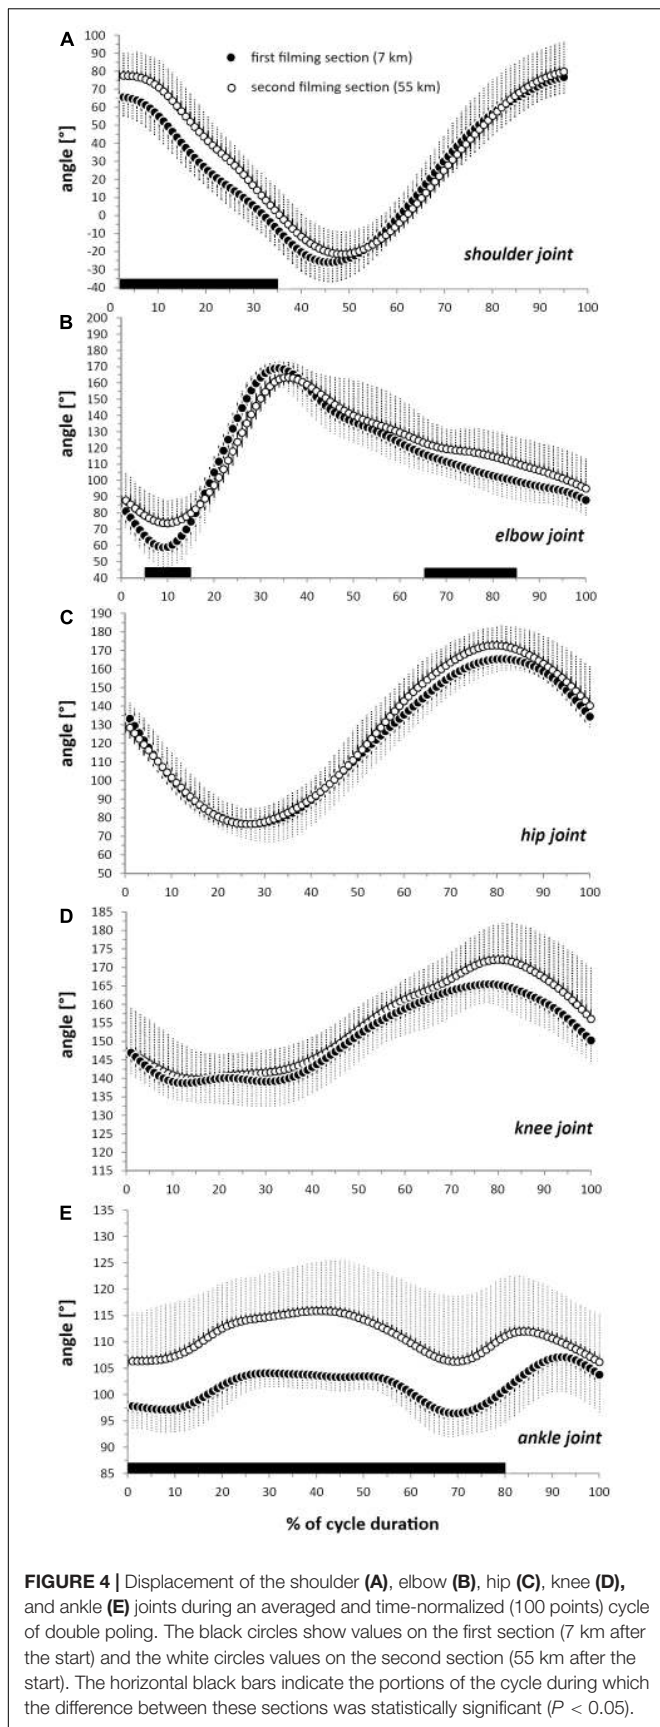 A
first filming section (7 km)
second filming section (55 km)
angle [°]
100
90
80
70
60
50
40
30
20
10
0
-10
-20
-30
-40
shoulder joint
0 10 20 30 40 50 60 70 80 90 100
B
angle [°]
200
190
180
170
160
150
140
130
120
110
100
90
80
70
60
50
40
elbow joint
0 10 20 30 40 50 60 70 80 90 100
C
angle [°]
190
180
170
160
150
140
130
120
110
100
90
80
70
60
50
hip joint
0 10 20 30 40 50 60 70 80 90 100
D
angle [°]
185
180
175
170
165
160
155
150
145
140
135
130
125
120
115
knee joint
0 10 20 30 40 50 60 70 80 90 100
E
angle [°]
135
130
125
120
115
110
105
100
95
90
85
ankle joint
0 10 20 30 40 50 60 70 80 90 100
% of cycle duration
FIGURE 4 | Displacement of the shoulder (A), elbow (B), hip (C), knee (D),
and ankle (E) joints during an averaged and time-normalized (100 points) cycle
of double poling. The black circles show values on the first section (7 km after
the start) and the white circles values on the second section (55 km after the
start). The horizontal black bars indicate the portions of the cycle during which
the difference between these sections was statistically significant (P < 0.05).